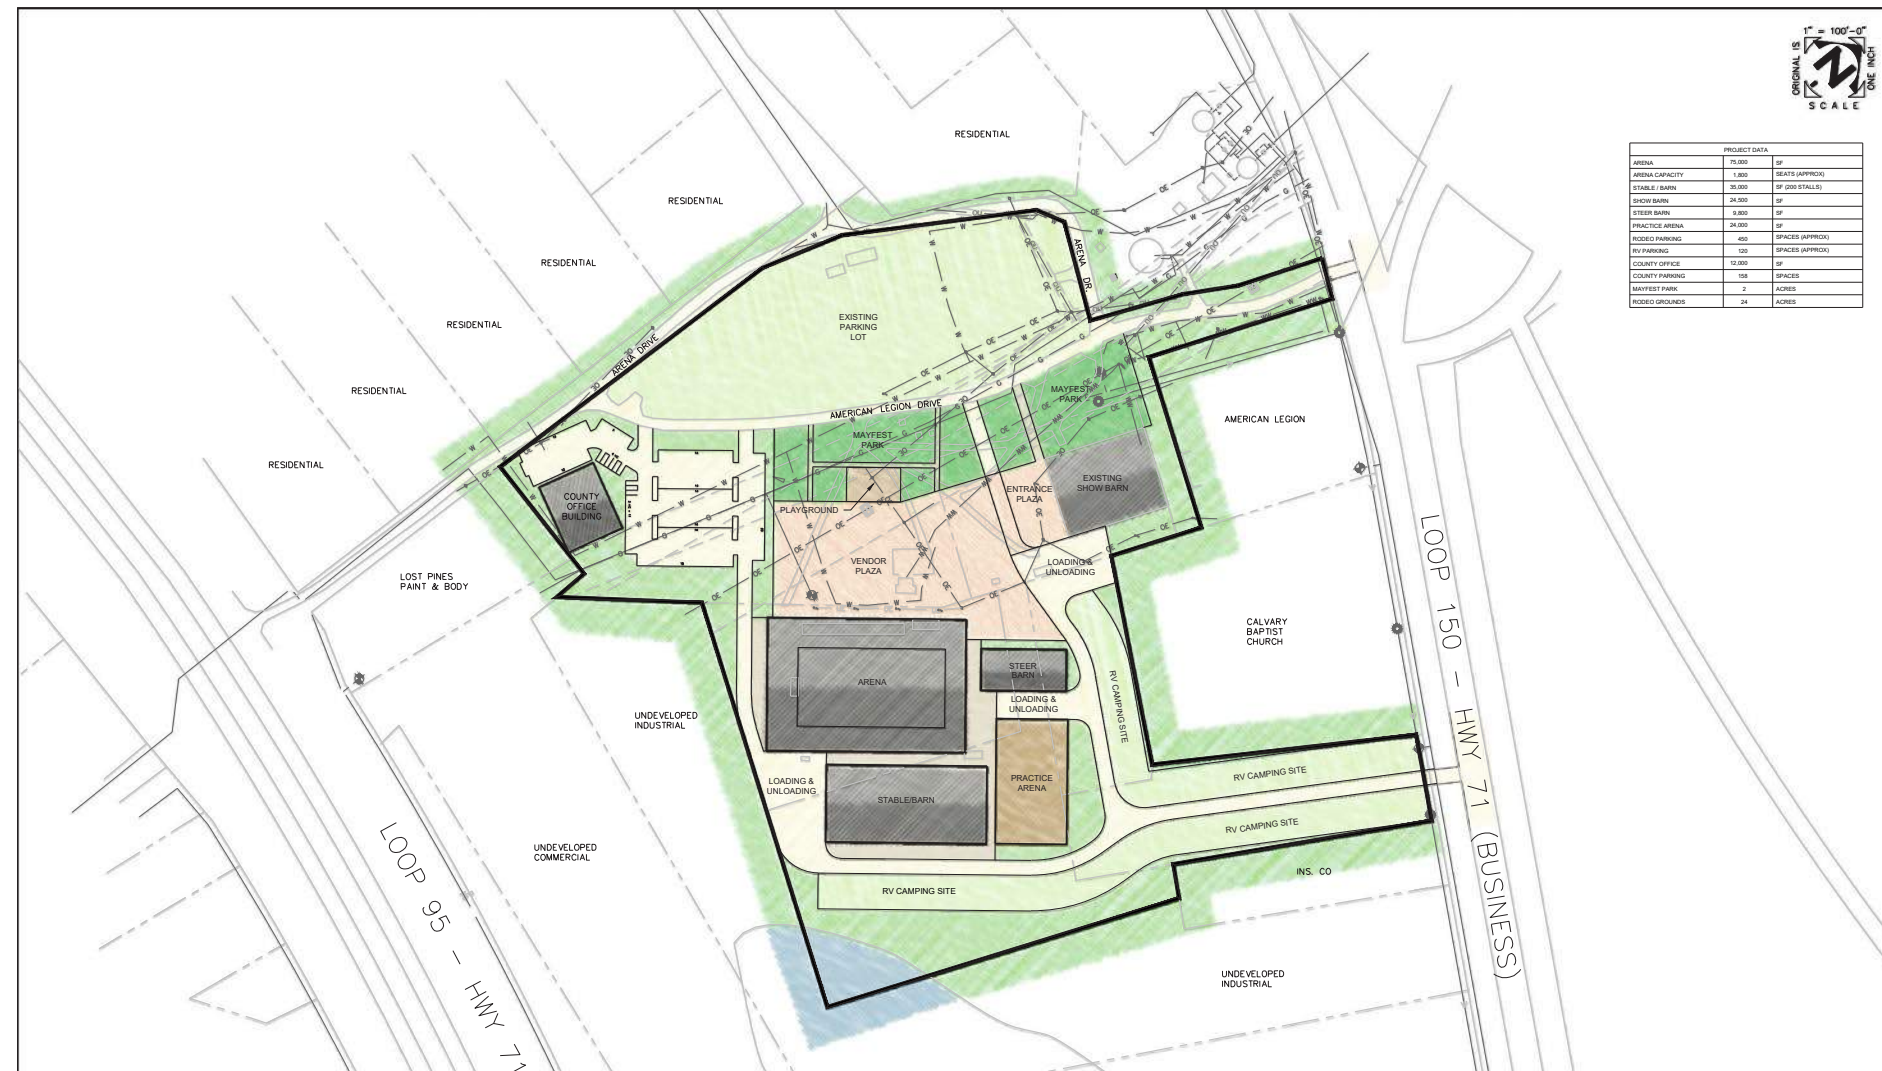 1" = 100'-0"
ORIGINAL IS
ONE INCH
SCALE
PROJECT DATA
ARENA 75,000 SF
ARENA CAPACITY 1,800 SEATS (APPROX)
STABLE / BARN 35,000 SF (200 STALLS)
SHOW BARN 24,500 SF
STEER BARN 9,800 SF
PRACTICE ARENA 24,000 SF
RODEO PARKING 450 SPACES (APPROX)
RV PARKING 120 SPACES (APPROX)
COUNTY OFFICE 12,000 SF
COUNTY PARKING 158 SPACES
MAYFEST PARK 2 ACRES
RODEO GROUNDS 24 ACRES
RESIDENTIAL
RESIDENTIAL
RESIDENTIAL
RESIDENTIAL
RESIDENTIAL
RESIDENTIAL
ARENA DR.
ARENA DRIVE
EXISTING
PARKING
LOT
AMERICAN LEGION DRIVE
MAYFEST
PARK
MAYFEST
PARK
AMERICAN LEGION
COUNTY
OFFICE
BUILDING
PLAYGROUND
ENTRANCE
PLAZA
EXISTING
SHOW BARN
VENDOR
PLAZA
LOADING &
UNLOADING
LOST PINES
PAINT & BODY
CALVARY
BAPTIST
CHURCH
ARENA
STEER
BARN
LOADING &
UNLOADING
RV CAMPING SITE
UNDEVELOPED
INDUSTRIAL
LOADING &
UNLOADING
STABLE/BARN
PRACTICE
ARENA
RV CAMPING SITE
RV CAMPING SITE
RV CAMPING SITE
UNDEVELOPED
COMMERCIAL
INS. CO
UNDEVELOPED
INDUSTRIAL
LOOP 95 - HWY 71
LOOP 150 - HWY 71 (BUSINESS)